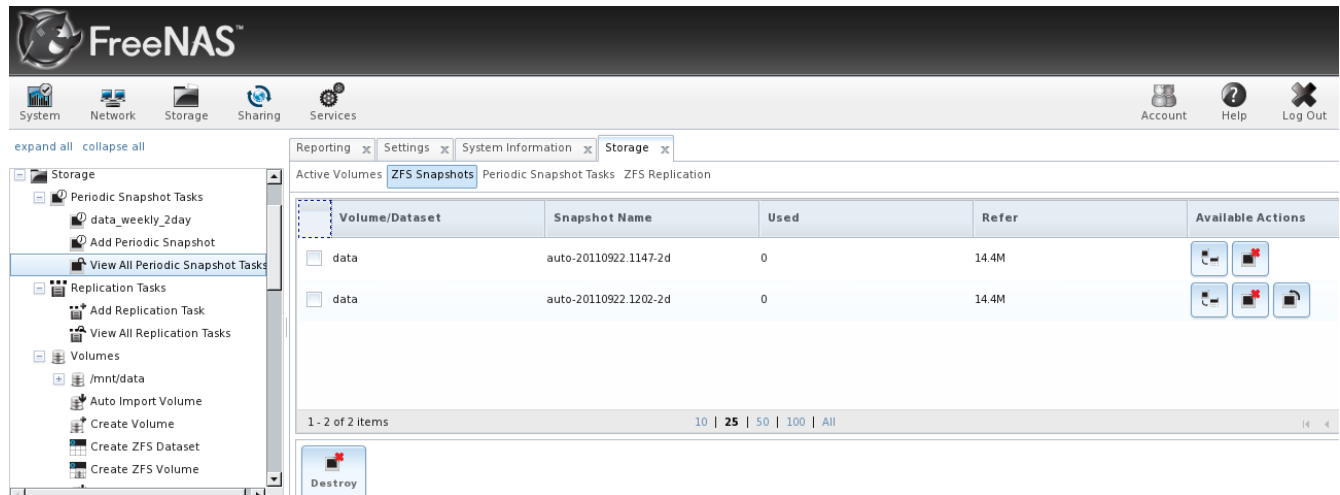 FreeNAS™
System Network Storage Sharing Services Account Help Log Out
expand all collapse all
Reporting x Settings x System Information x Storage x
Active Volumes ZFS Snapshots Periodic Snapshot Tasks ZFS Replication
Storage
Periodic Snapshot Tasks
data_weekly_2day
Add Periodic Snapshot
View All Periodic Snapshot Tasks
Replication Tasks
Add Replication Task
View All Replication Tasks
Volumes
/mnt/data
Auto Import Volume
Create Volume
Create ZFS Dataset
Create ZFS Volume
Volume/Dataset Snapshot Name Used Refer Available Actions
data auto-20110922.1147-2d 0 14.4M
data auto-20110922.1202-2d 0 14.4M
1 - 2 of 2 items 10 | 25 | 50 | 100 | All
Destroy